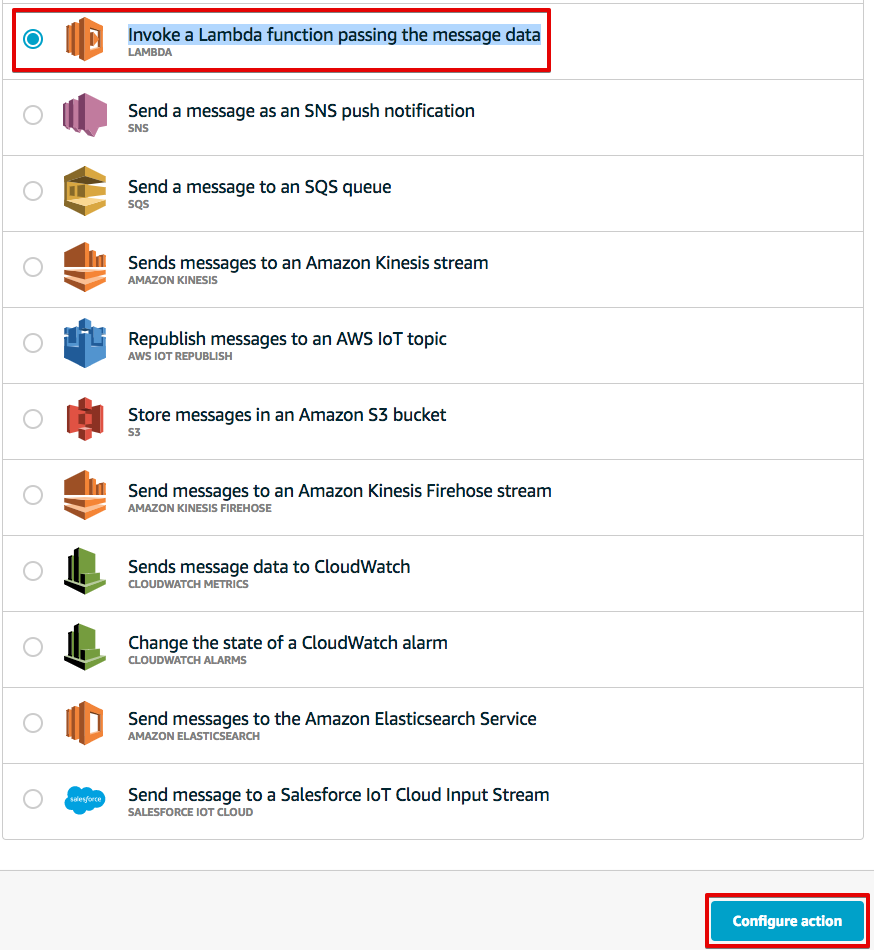 Invoke a Lambda function passing the message data
LAMBDA
Send a message as an SNS push notification
SNS
Send a message to an SQS queue
SQS
Sends messages to an Amazon Kinesis stream
AMAZON KINESIS
Republish messages to an AWS IoT topic
AWS IOT REPUBLISH
Store messages in an Amazon S3 bucket
S3
Send messages to an Amazon Kinesis Firehose stream
AMAZON KINESIS FIREHOSE
Sends message data to CloudWatch
CLOUDWATCH METRICS
Change the state of a CloudWatch alarm
CLOUDWATCH ALARMS
Send messages to the Amazon Elasticsearch Service
AMAZON ELASTICSEARCH
salesforce
Send message to a Salesforce IoT Cloud Input Stream
SALESFORCE IOT CLOUD
Configure action